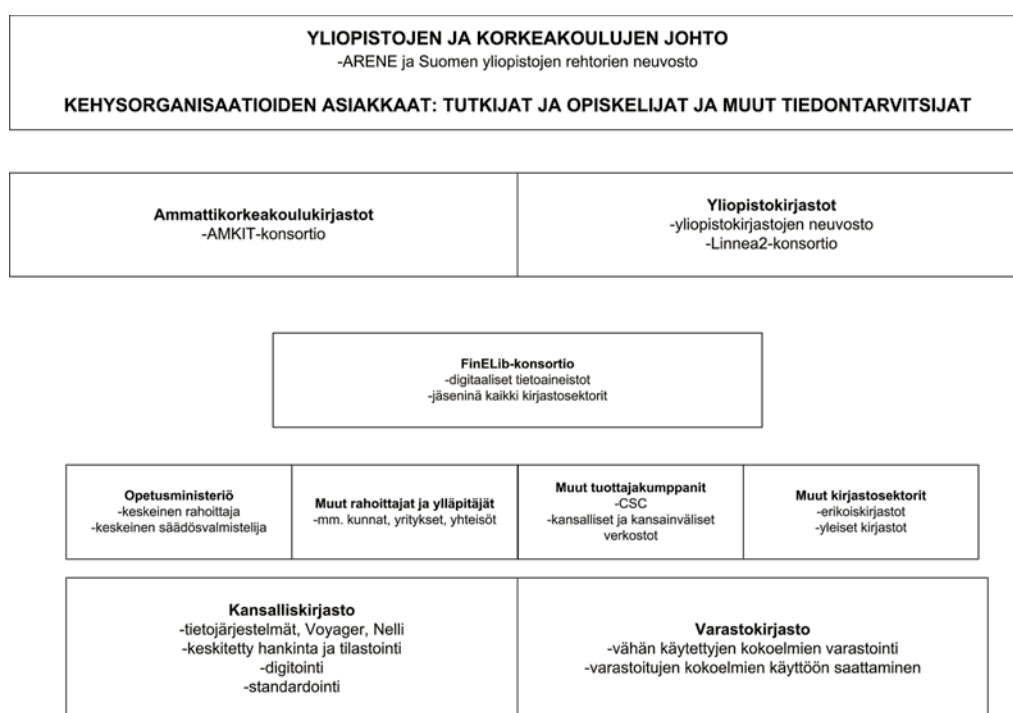 YLIOPISTOJEN JA KORKEAKOULUJEN JOHTO
-ARENE ja Suomen yliopistojen rehtorien neuvosto
KEHYSORGANISAATIOIDEN ASIAKKAAT: TUTKIJAT JA OPISKELIJAT JA MUUT TIEDONTARVITSIJAT
Ammattikorkeakoulukirjastot
-AMKIT-konsortio
Yliopistokirjastot
-yliopistokirjastojen neuvosto
-Linnea2-konsortio
FinELib-konsortio
-digitaaliset tietoaineistot
-jäseninä kaikki kirjastosektorit
Opetusministeriö
-keskeinen rahoittaja
-keskeinen säädösvalmistelija
Muut rahoittajat ja ylläpitäjät
-mm. kunnat, yritykset, yhteisöt
Muut tuottajakumppanit
-CSC
-kansalliset ja kansainväliset
verkostot
Muut kirjastosektorit
-erikoiskirjastot
-yleiset kirjastot
Kansalliskirjasto
-tietojärjestelmät, Voyager, Nelli
-keskitetty hankinta ja tilastointi
-digitointi
-standardointi
Varastokirjasto
-vähän käytettyjen kokoelmien varastointi
-varastoitujen kokoelmien käyttöön saattaminen